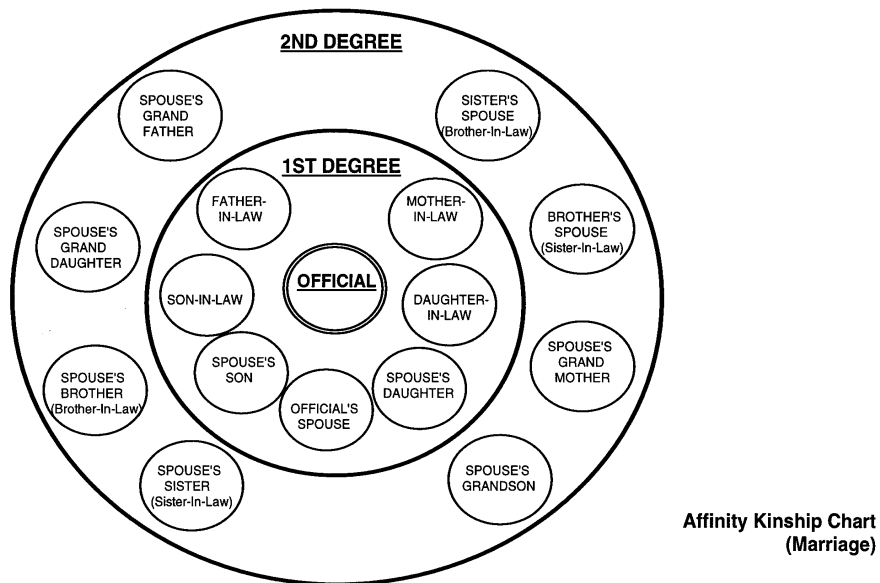 2ND DEGREE
SPOUSE'S
GRAND
FATHER
SISTER'S
SPOUSE
(Brother-In-Law)
1ST DEGREE
FATHER-
IN-LAW
MOTHER-
IN-LAW
SPOUSE'S
GRAND
DAUGHTER
BROTHER'S
SPOUSE
(Sister-In-Law)
OFFICIAL
SON-IN-LAW
DAUGHTER-
IN-LAW
SPOUSE'S
SON
OFFICIAL'S
SPOUSE
SPOUSE'S
DAUGHTER
SPOUSE'S
GRAND
MOTHER
SPOUSE'S
BROTHER
(Brother-In-Law)
SPOUSE'S
SISTER
(Sister-In-Law)
SPOUSE'S
GRANDSON
Affinity Kinship Chart
(Marriage)